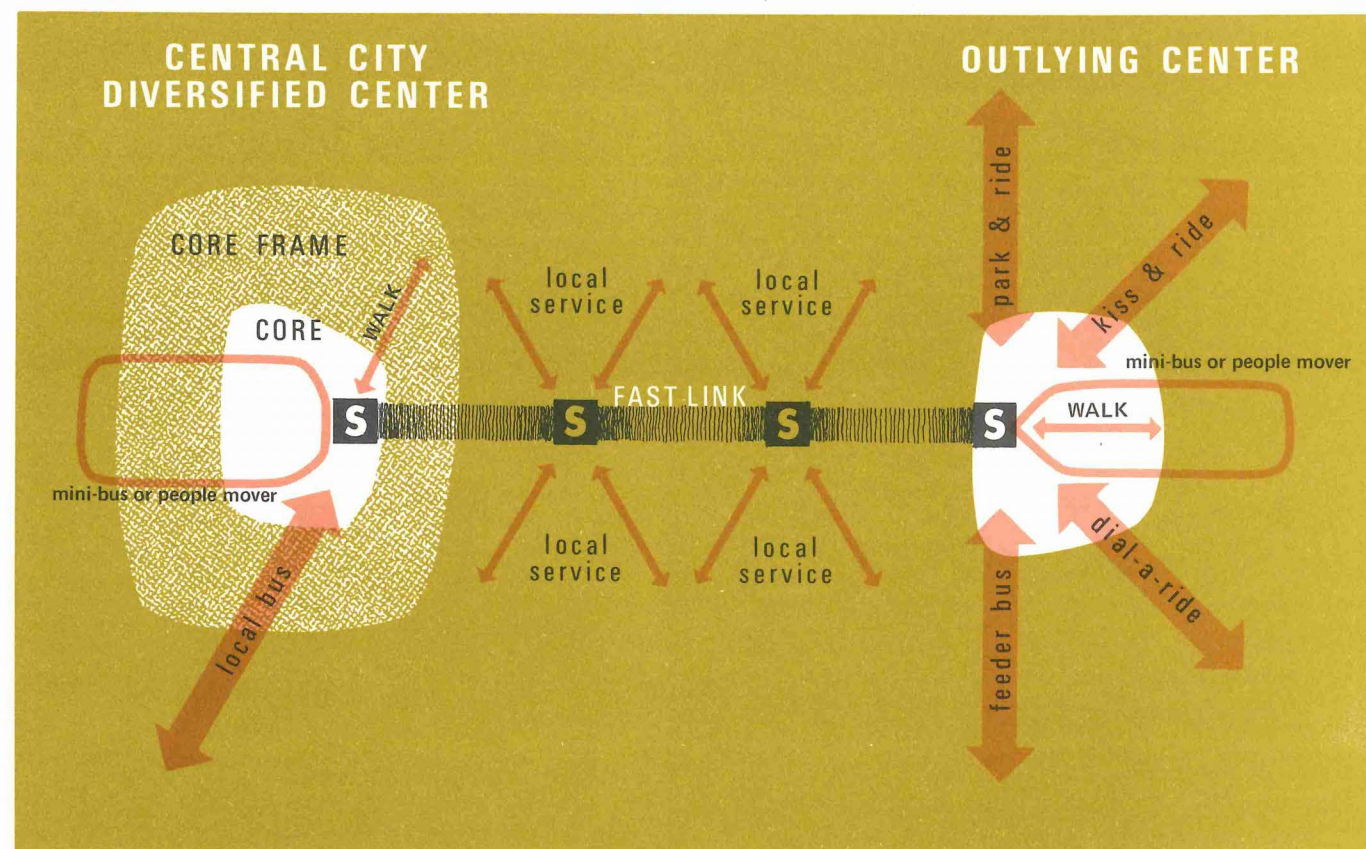 CENTRAL CITY
DIVERSIFIED CENTER
OUTLYING CENTER
CORE FRAME
CORE
WALK
mini-bus or people mover
local bus
S
local
service
local
service
FAST LINK
S
S
local
service
local
service
park & ride
kiss & ride
mini-bus or people mover
S
WALK
feeder bus
dial-a-ride